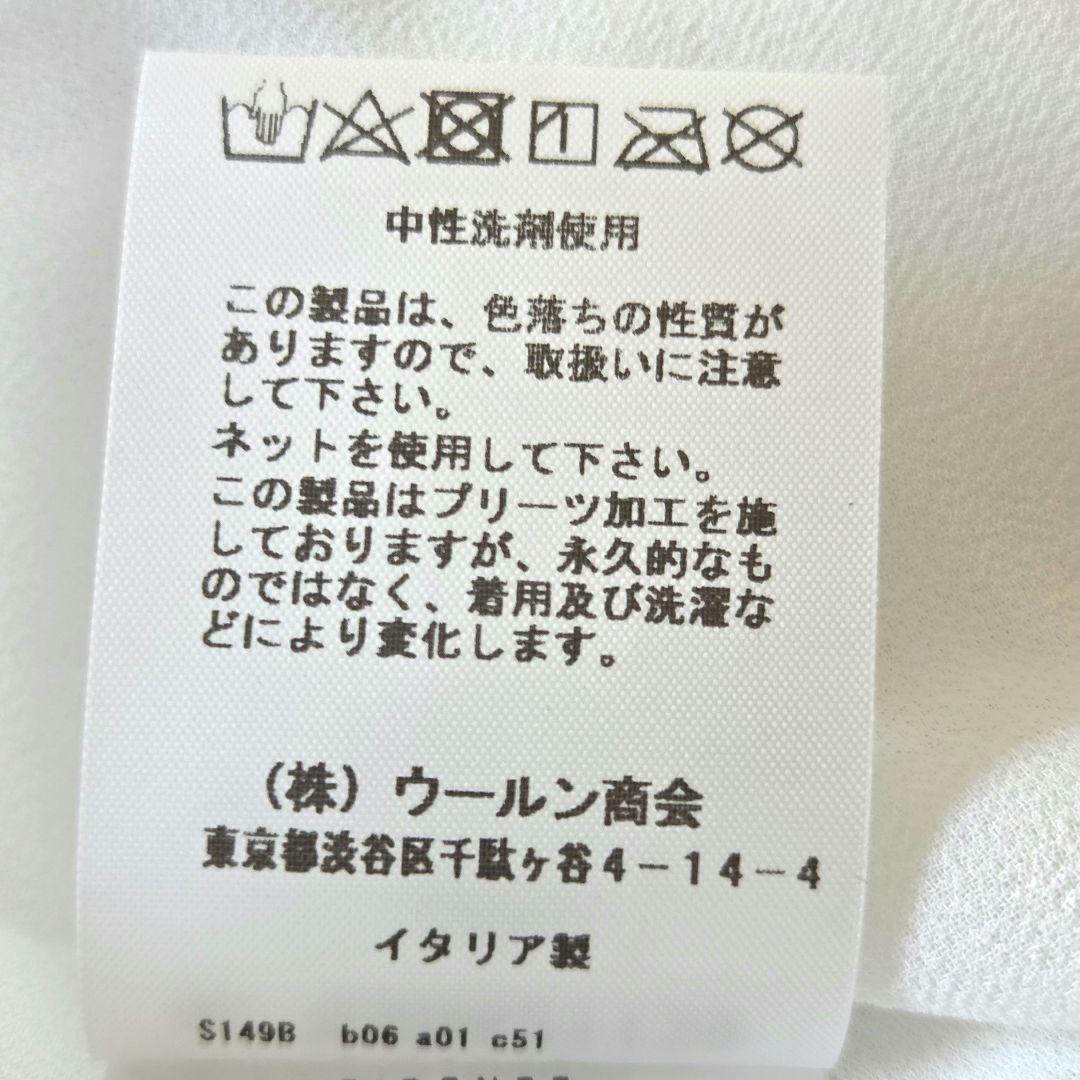 中性洗剤使用
この製品は、色落ちの性質が
ありますので、取扱いに注意
して下さい。
ネットを使用して下さい。
この製品はプリーツ加工を施
しておりますが、永久的なも
のではなく、着用及び洗濯な
どにより変化します。
（株）ウールン商会
東京都渋谷区千駄ヶ谷４－１４－４
イタリア製
S149B b06 a01 c51